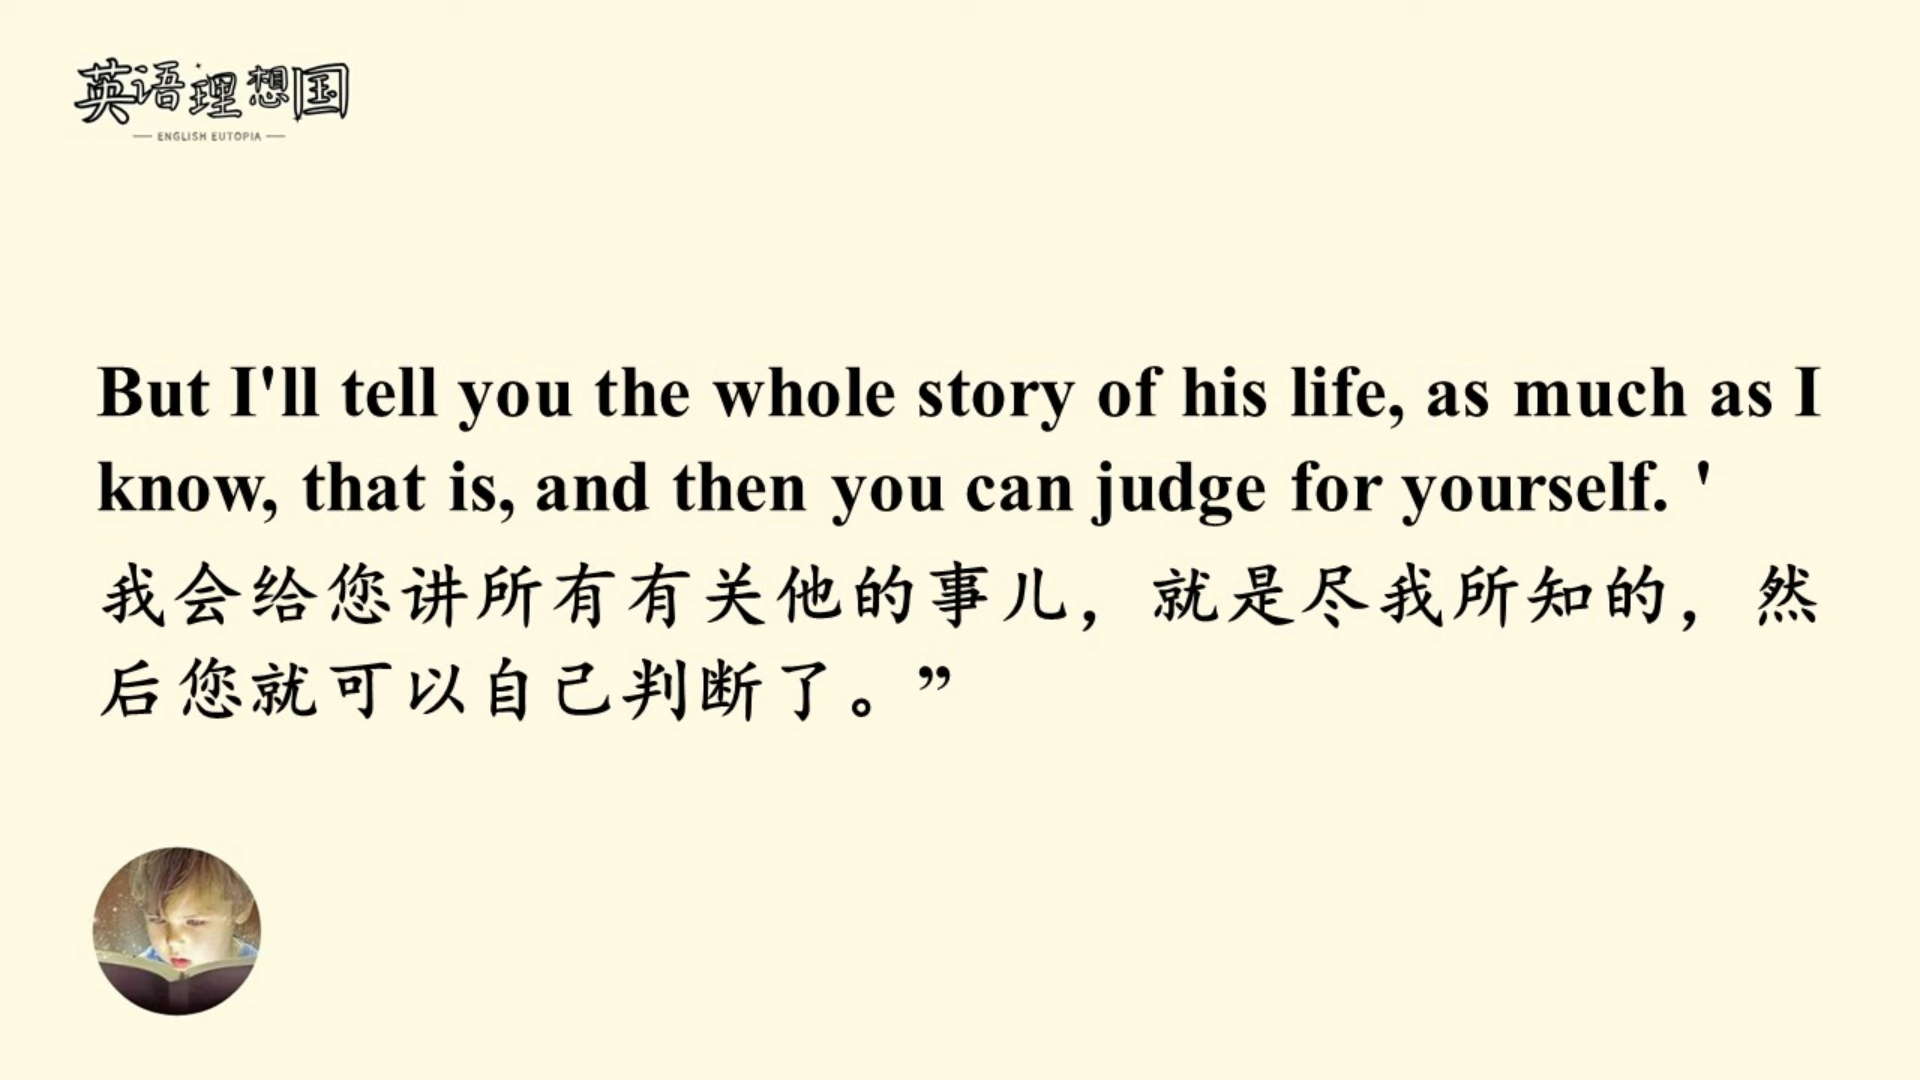 英语理想国
ENGLISH EUTOPIA
But I'll tell you the whole story of his life, as much as I
know, that is, and then you can judge for yourself. '
我会给您讲所有有关他的事儿，就是尽我所知的，然
后您就可以自己判断了。”